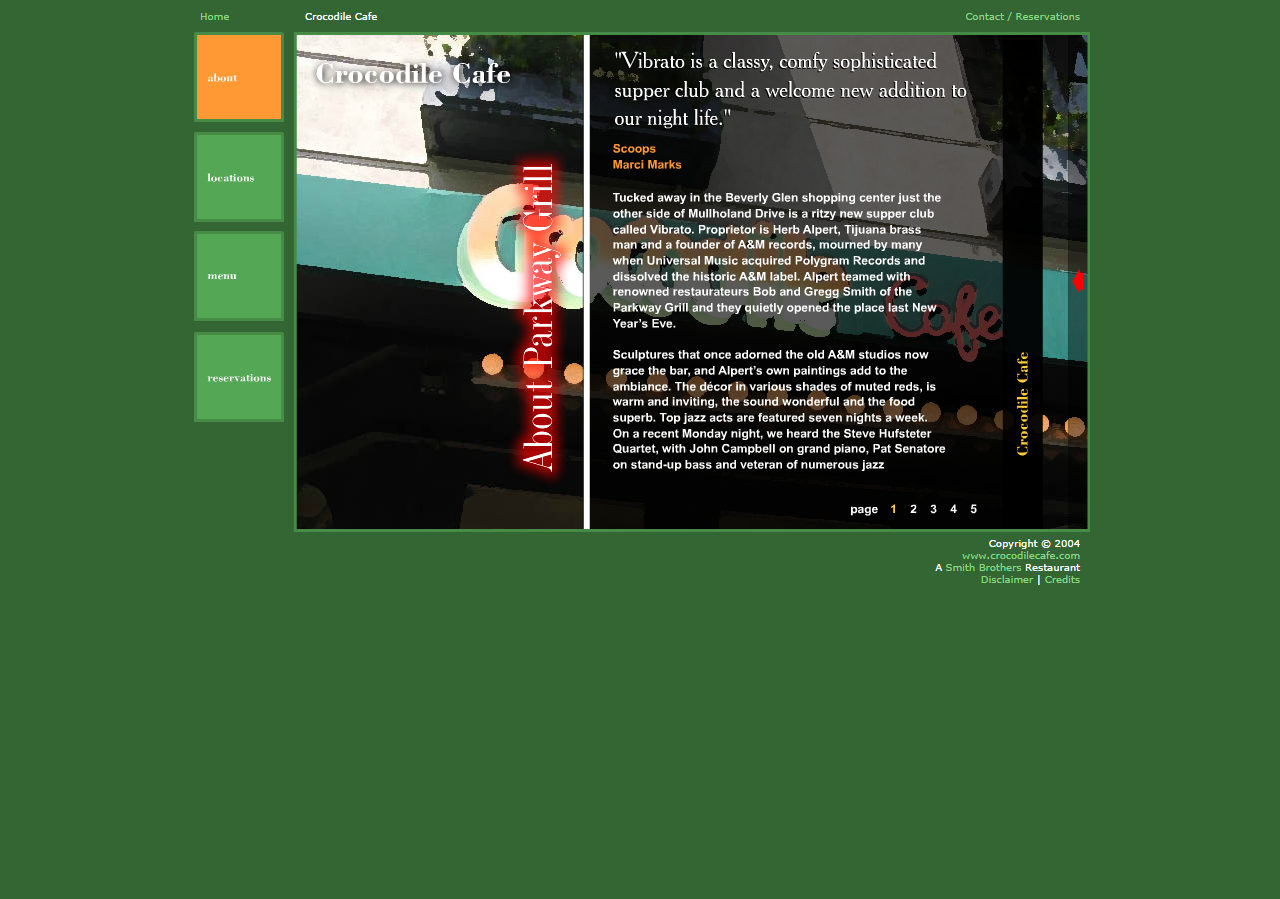 Home
Crocodile Cafe
Contact / Reservations
about
locations
menu
reservations
Crocodile Cafe
About Parkway Grill
"Vibrato is a classy, comfy sophisticated
supper club and a welcome new addition to
our night life."
Scoops
Marci Marks
Tucked away in the Beverly Glen shopping center just the
other side of Mullholand Drive is a ritzy new supper club
called Vibrato. Proprietor is Herb Alpert, Tijuana brass
man and a founder of A&M records, mourned by many
when Universal Music acquired Polygram Records and
dissolved the historic A&M label. Alpert teamed with
renowned restaurateurs Bob and Gregg Smith of the
Parkway Grill and they quietly opened the place last New
Year’s Eve.
Sculptures that once adorned the old A&M studios now
grace the bar, and Alpert’s own paintings add to the
ambiance. The décor in various shades of muted reds, is
warm and inviting, the sound wonderful and the food
superb. Top jazz acts are featured seven nights a week.
On a recent Monday night, we heard the Steve Hufsteter
Quartet, with John Campbell on grand piano, Pat Senatore
on stand-up bass and veteran of numerous jazz
page 1 2 3 4 5
Crocodile Cafe
Cafe
Copyright © 2004
www.crocodilecafe.com
A Smith Brothers Restaurant
Disclaimer | Credits